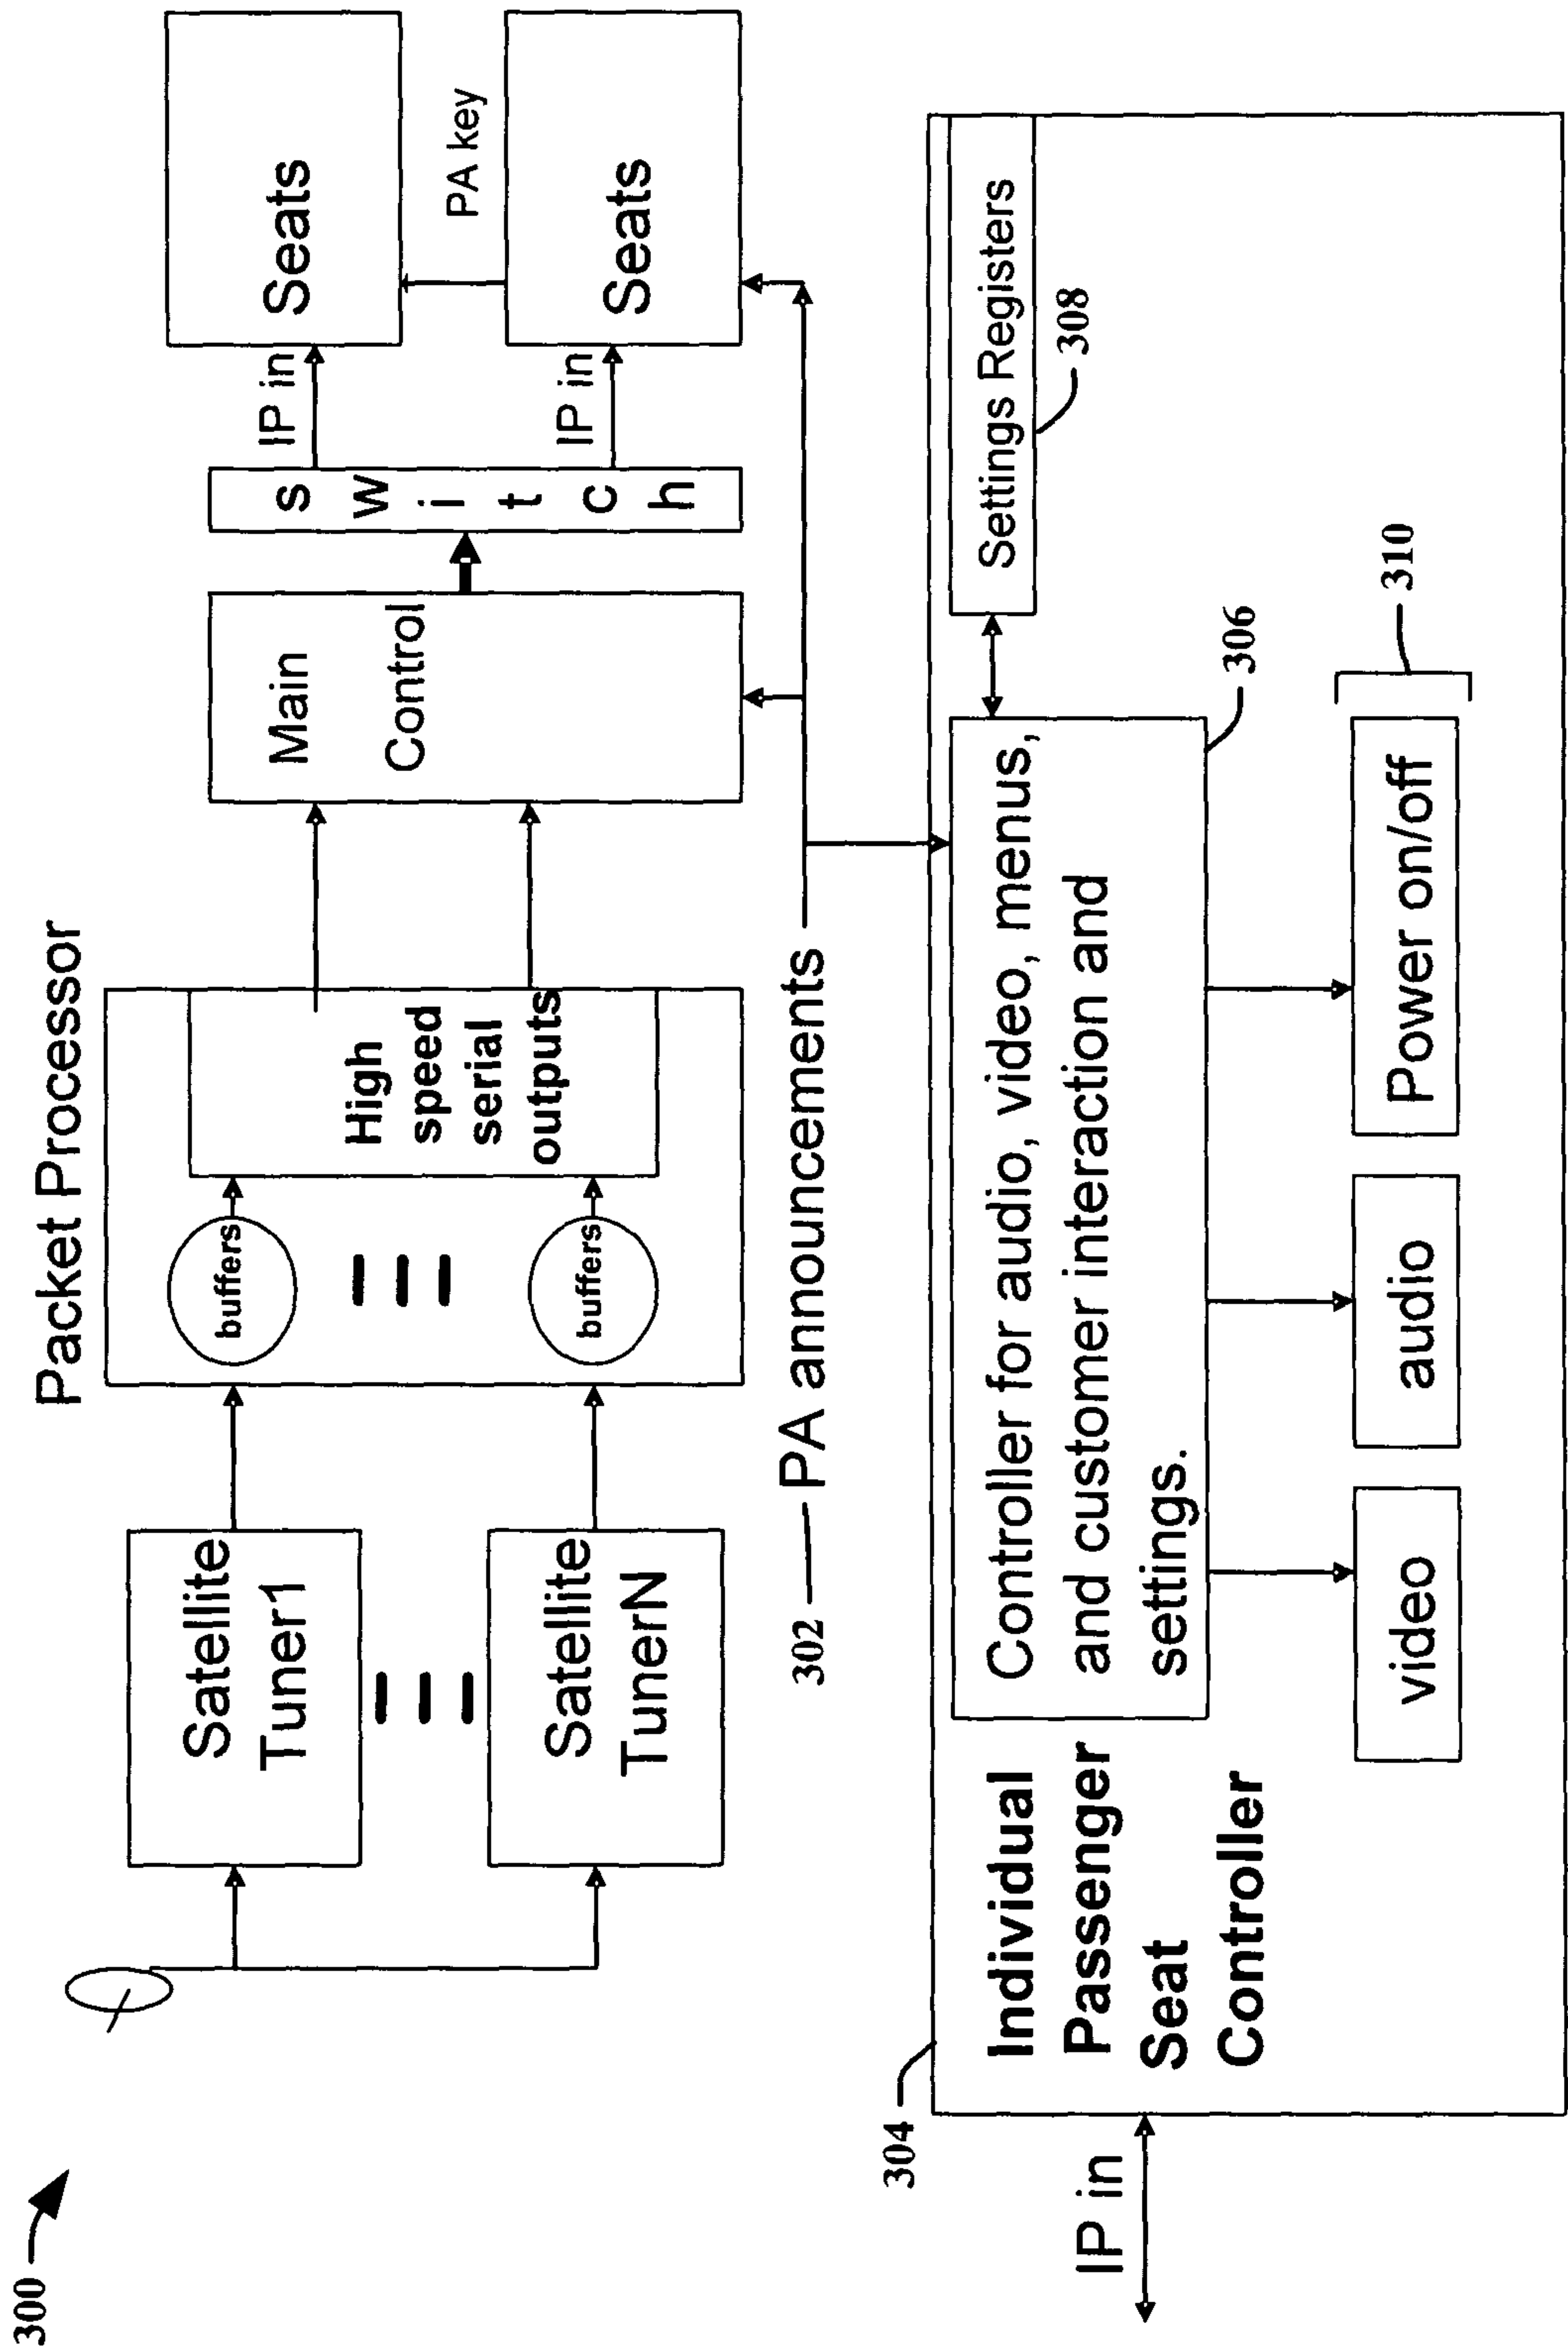 300
Packet Processor
Satellite
Tuner1
Satellite
TunerN
buffers
buffers
High
speed
serial
outputs
Main
Control
switch
IP in
IP in
Seats
PA key
Seats
302
PA announcements
304
IP in
Individual
Passenger
Seat
Controller
Controller for audio, video, menus,
and customer interaction and
settings.
306
Settings Registers
308
video
audio
Power on/off
310